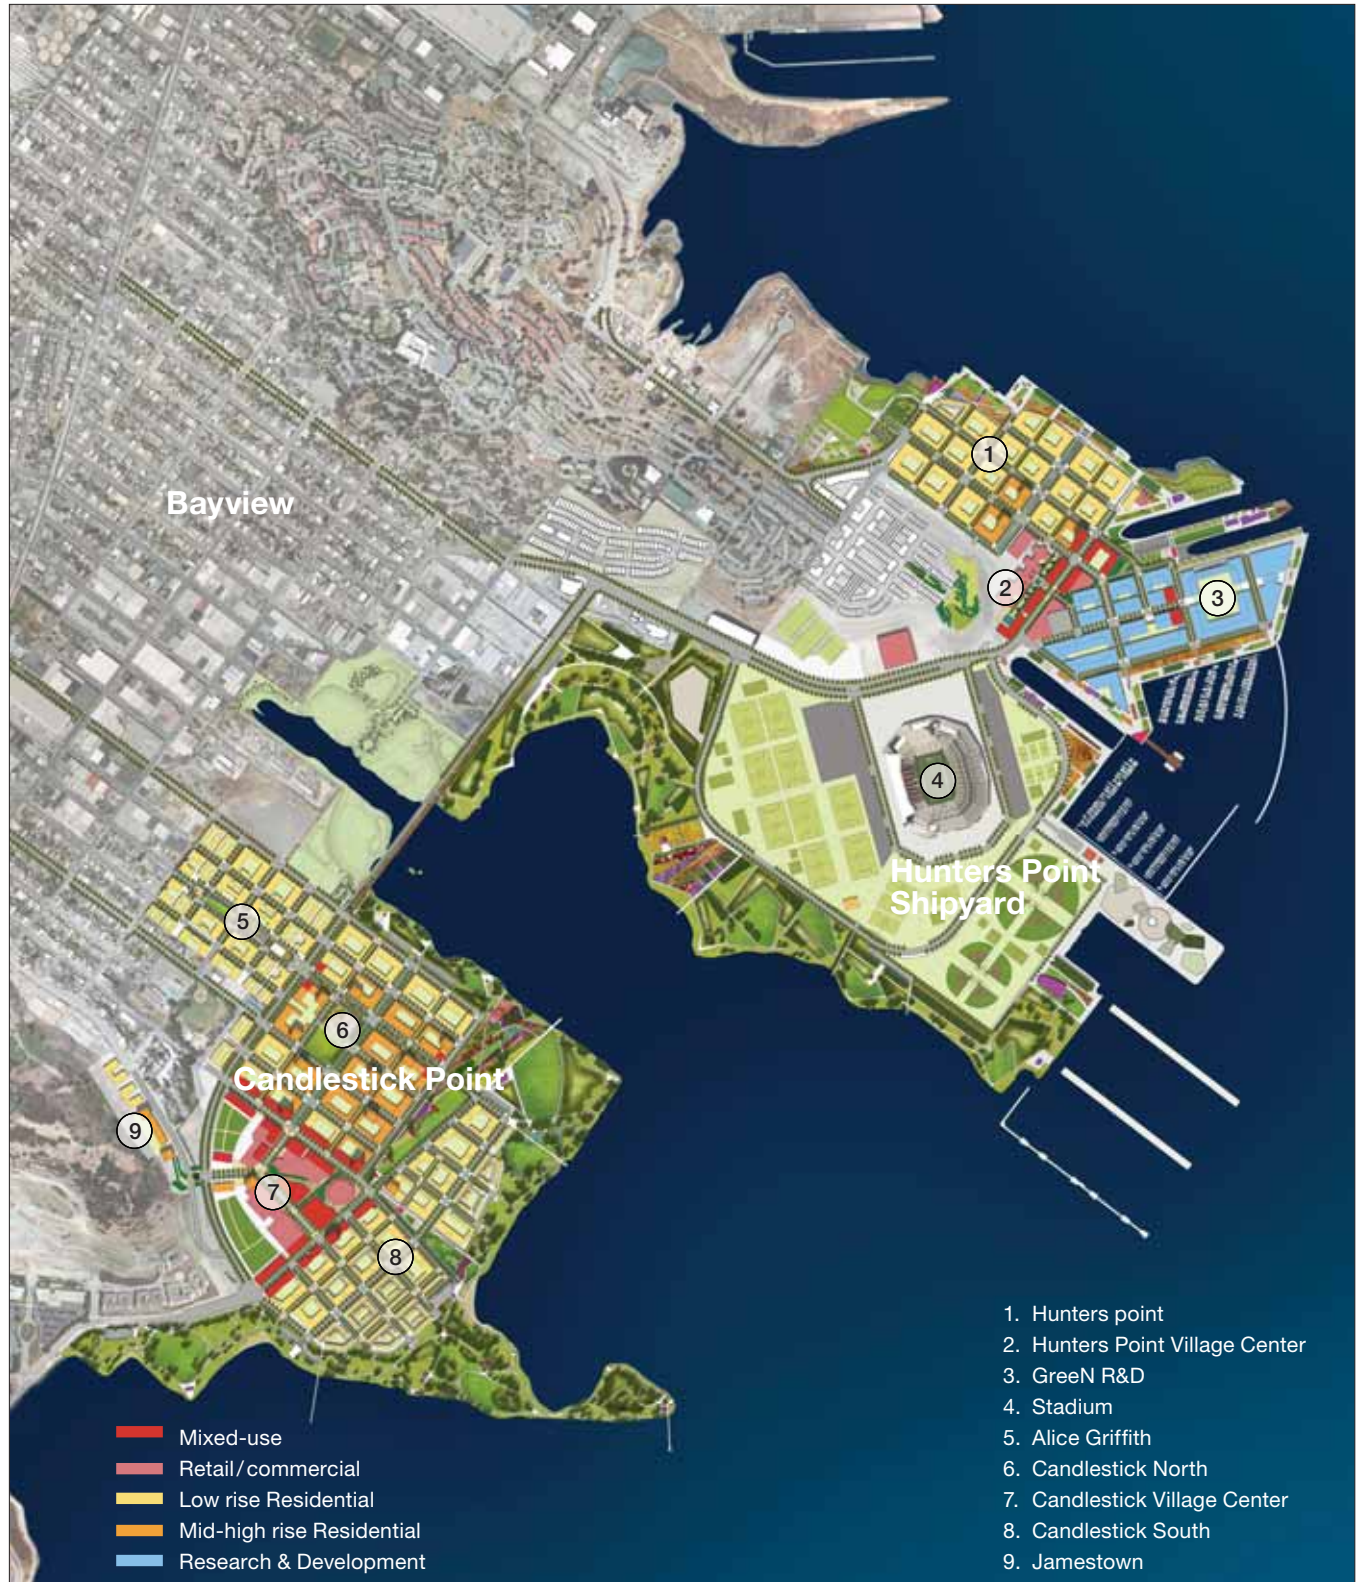 Bayview
1
2
3
4
Hunters Point
Shipyard
5
6
Candlestick Point
9
7
8
1. Hunters point
2. Hunters Point Village Center
3. GreeN R&D
4. Stadium
5. Alice Griffith
6. Candlestick North
7. Candlestick Village Center
8. Candlestick South
9. Jamestown
Mixed-use
Retail/commercial
Low rise Residential
Mid-high rise Residential
Research & Development